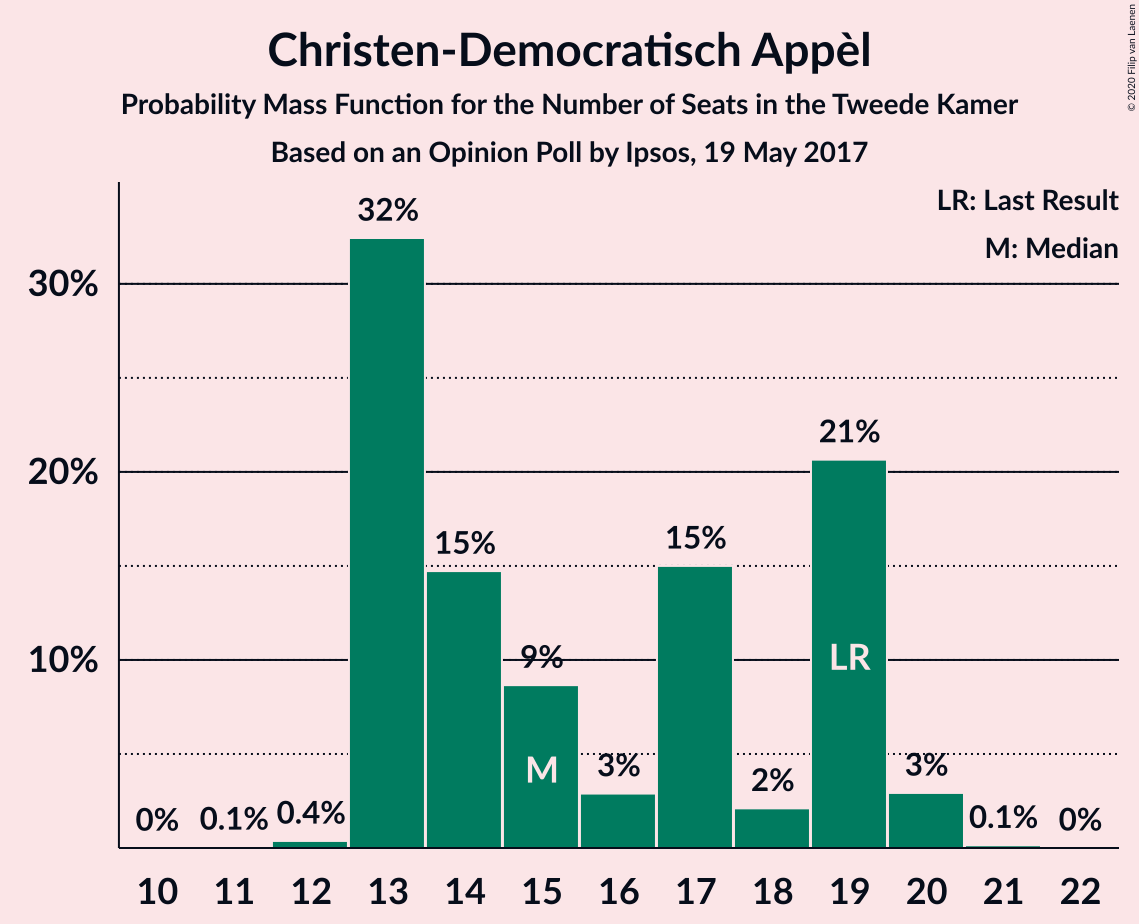 Christen-Democratisch Appèl
Probability Mass Function for the Number of Seats in the Tweede Kamer
Based on an Opinion Poll by Ipsos, 19 May 2017
© 2020 Filip van Laenen
LR: Last Result
M: Median
30%
20%
10%
0%
0.1%
0.4%
32%
15%
9%
3%
15%
2%
21%
3%
0.1%
0%
M
LR
10 11 12 13 14 15 16 17 18 19 20 21 22